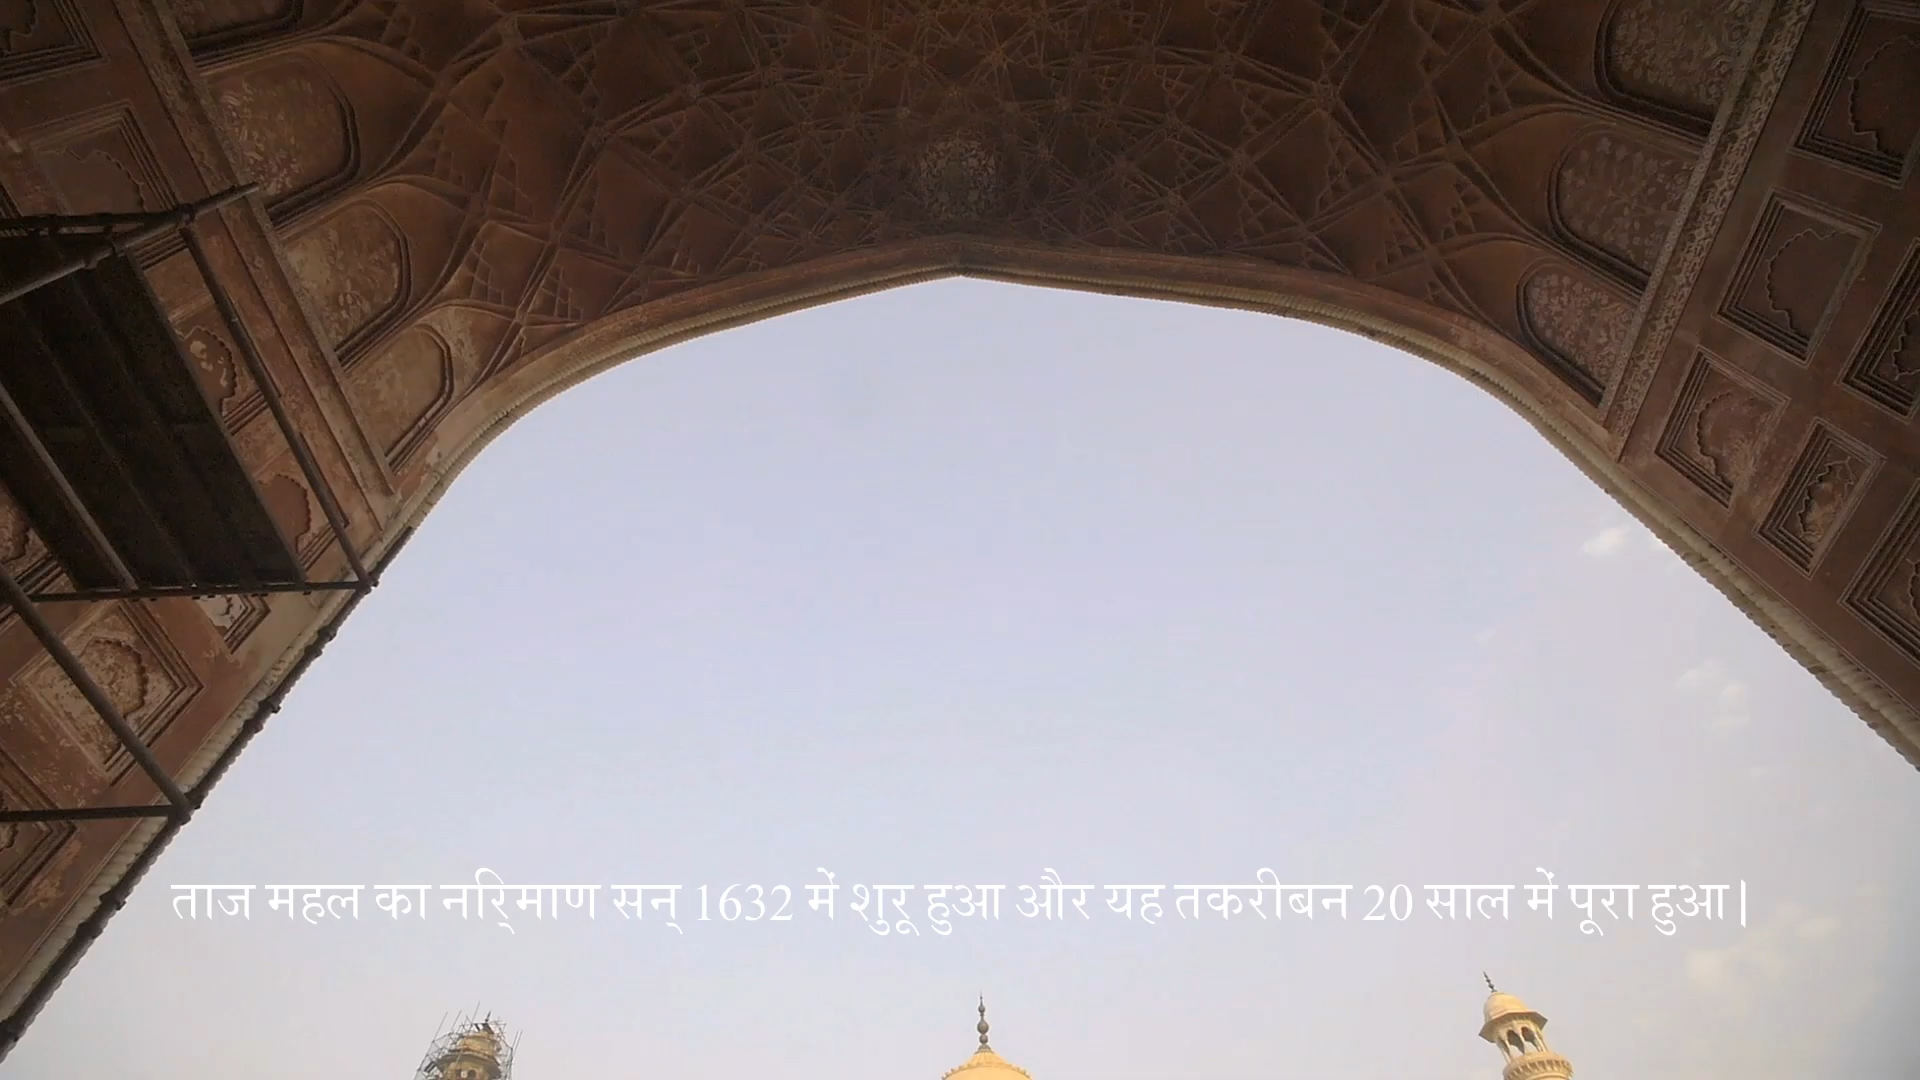 ताज महल का निर्माण सन् 1632 में शुरू हुआ और यह तकरीबन 20 साल में पूरा हुआ|